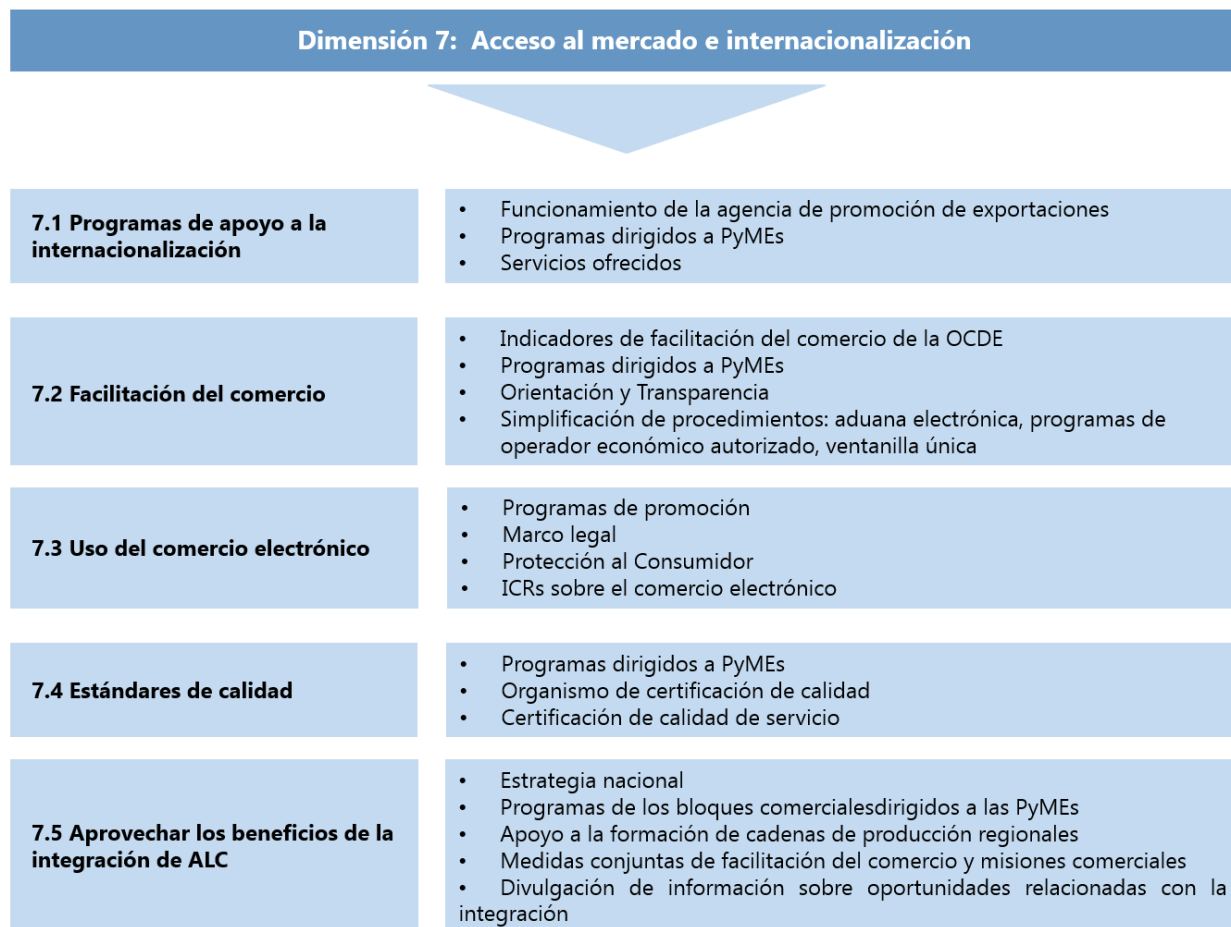 Dimensión 7:  Acceso al mercado e internacionalización
7.1 Programas de apoyo a la
internacionalización
• Funcionamiento de la agencia de promoción de exportaciones
• Programas dirigidos a PyMEs
• Servicios ofrecidos
7.2 Facilitación del comercio
• Indicadores de facilitación del comercio de la OCDE
• Programas dirigidos a PyMEs
• Orientación y Transparencia
• Simplificación de procedimientos: aduana electrónica, programas de
operador económico autorizado, ventanilla única
7.3 Uso del comercio electrónico
• Programas de promoción
• Marco legal
• Protección al Consumidor
• ICRs sobre el comercio electrónico
7.4 Estándares de calidad
• Programas dirigidos a PyMEs
• Organismo de certificación de calidad
• Certificación de calidad de servicio
7.5 Aprovechar los beneficios de la
integración de ALC
• Estrategia nacional
• Programas de los bloques comercialesdirigidos a las PyMEs
• Apoyo a la formación de cadenas de producción regionales
• Medidas conjuntas de facilitación del comercio y misiones comerciales
• Divulgación de información sobre oportunidades relacionadas con la
integración